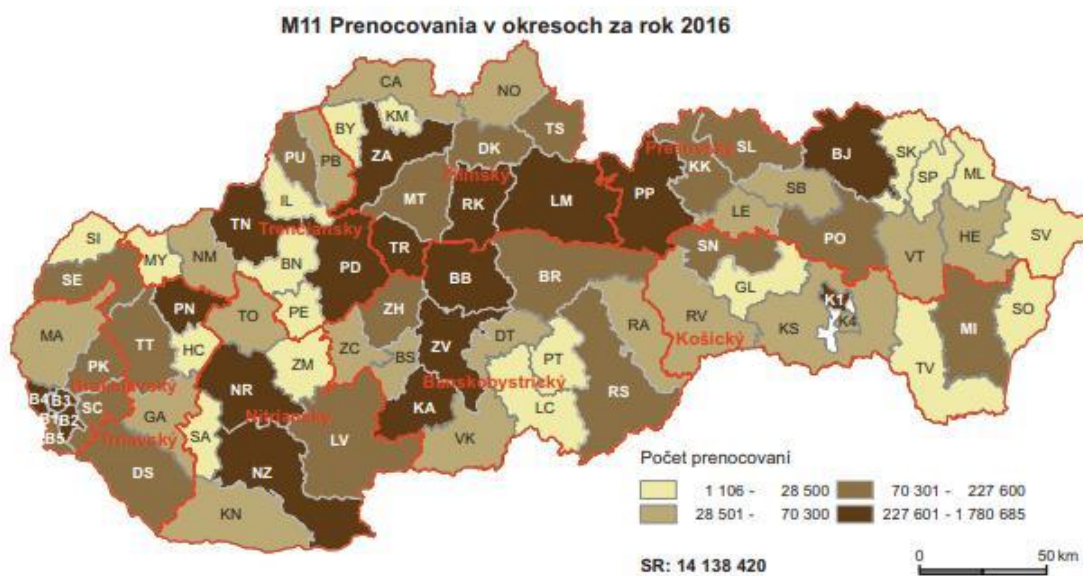 M11 Prenocovania v okresoch za rok 2016
CA
NO
BY
KM
TS
PU
PB
ZA
DK
SL
BJ
SK
SP
ML
Prešovský
KK
Žilinský
IL
MT
RK
LM
PP
SB
LE
TN
Trenčiansky
TR
PO
VT
HE
SV
SI
MY
NM
BN
PD
BB
BR
SN
GL
SE
PN
TO
PE
ZH
K1
K4
SO
MI
MA
TT
HC
ZM
ZC
BS
ZV
DT
RA
RV
Košický
KS
PK
Bratislavský
PT
TV
B4
B3
B1
B2
B5
SC
GA
Trnavský
SA
NR
Nitriansky
LV
KA
Banskobystrický
LC
RS
VK
DS
NZ
KN
Počet prenocovaní
1 106 - 28 500
70 301 - 227 600
28 501 - 70 300
227 601 - 1 780 685
SR: 14 138 420
0
50 km